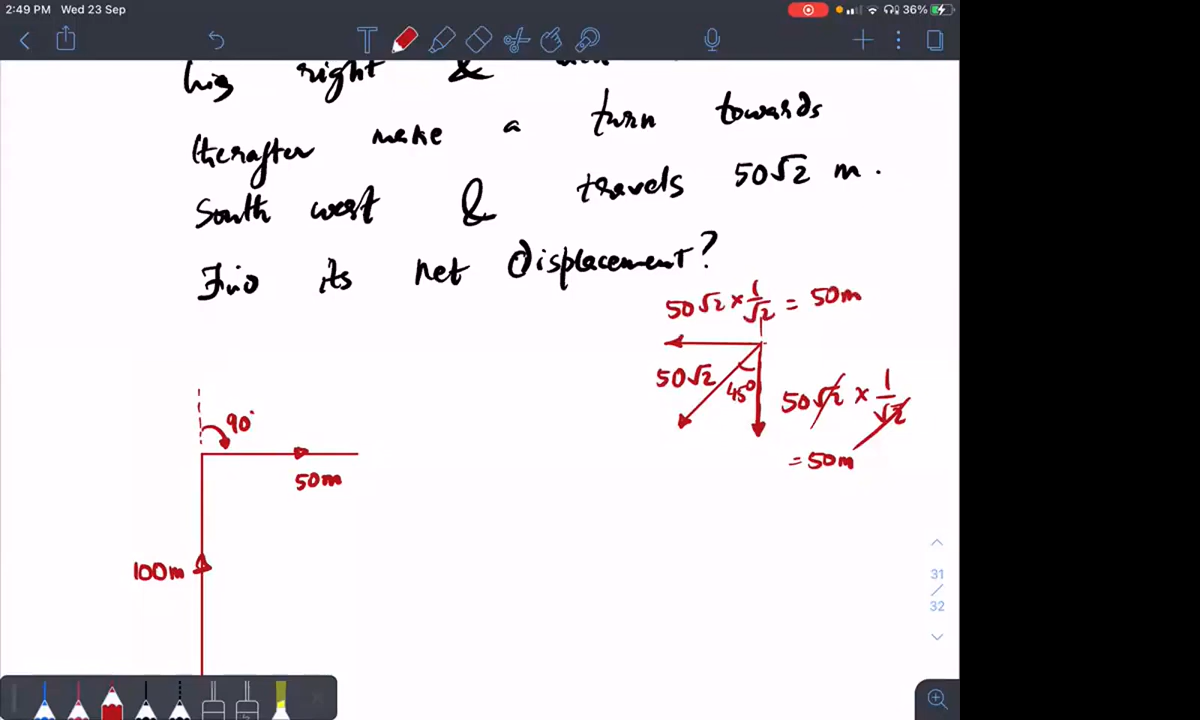 2:49 PM Wed 23 Sep
36%
his right &
therafter make a turn towards
South west & travels 50√2 m.
Find its net displacement?
50√2 × 1/√2 = 50m
50√2
45°
50√2 × 1/√2
= 50m
90°
50m
100m
31
/
32